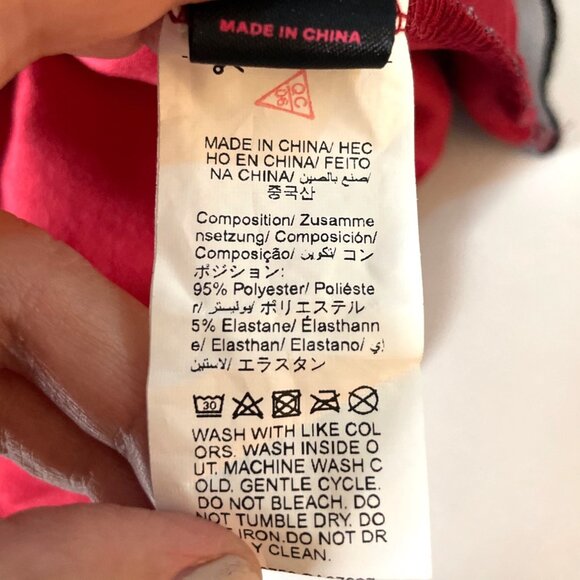 MADE IN CHINA
QC
06
MADE IN CHINA/ HEC
HO EN CHINA/ FEITO
NA CHINA/ صنع بالصين/
중국산
Composition/ Zusamme
nsetzung/ Composición/
Composição/ تكوين/ コン
ポジション:
95% Polyester/ Poliéste
r/ بوليستر/ ポリエステル
5% Elastane/ Élasthann
e/ Elasthan/ Elastano/ إي
لاستين/ エラスタン
30
WASH WITH LIKE COL
ORS. WASH INSIDE O
UT. MACHINE WASH C
OLD. GENTLE CYCLE.
DO NOT BLEACH. DO
NOT TUMBLE DRY. DO
IRON.DO NOT DR
Y CLEAN.